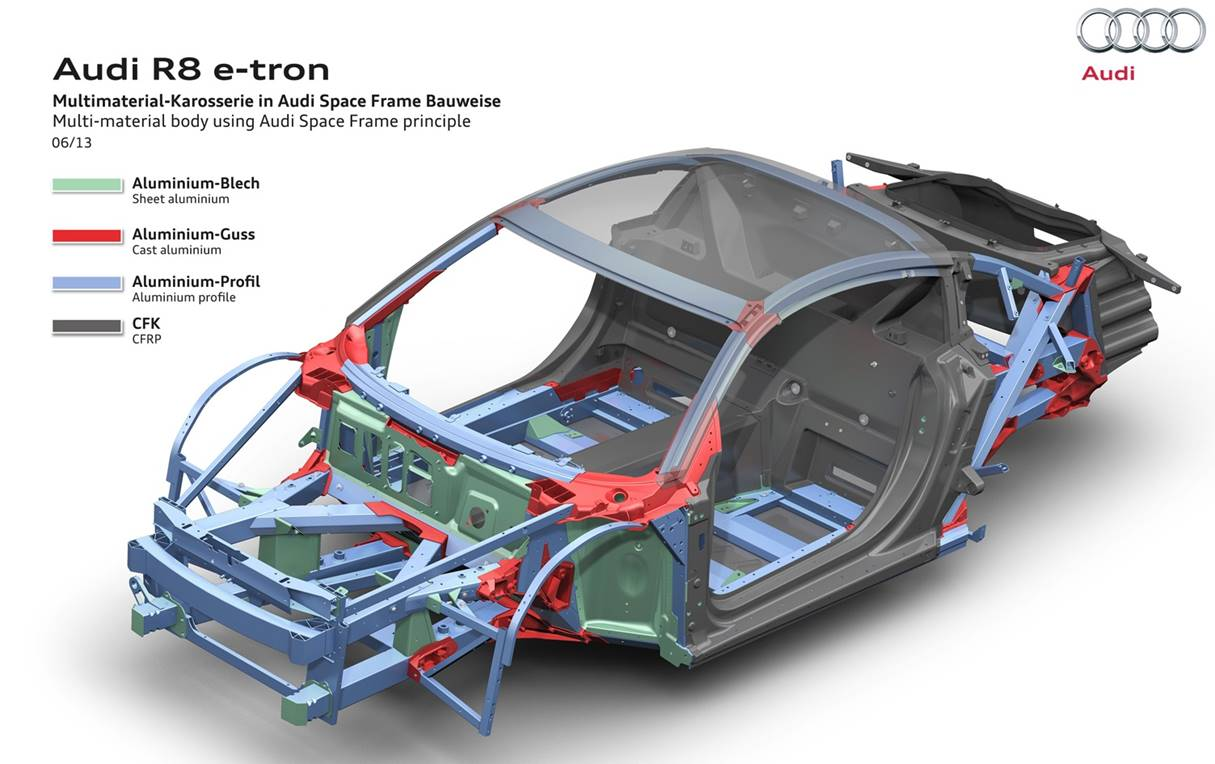 Audi
Audi R8 e-tron
Multimaterial-Karosserie in Audi Space Frame Bauweise
Multi-material body using Audi Space Frame principle
06/13
Aluminium-Blech
Sheet aluminium
Aluminium-Guss
Cast aluminium
Aluminium-Profil
Aluminium profile
CFK
CFRP